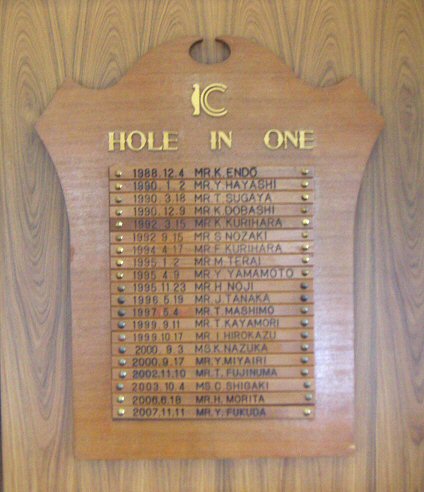 IC
HOLE IN ONE
1988.12.4 MR.K.ENDO
1990.1.2 MR.Y HAYASHI
1990.3.18 MR.T SUGAYA
1990.12.9 MR.K DOBASHI
1992.3.15 MR.K KURIHARA
1992 9.15 MR.S NOZAKI
1994 4.17 MR.F KURIHARA
1995 1.2 MR.M TERAI
1995 4.9 MR.Y YAMAMOTO
1995 11.23 MR.H NOJI
1996 5.19 MR.J TANAKA
1997 5.4 MR.T MASHIMO
1999 9.11 MR.T.KAYAMORI
1999.10.17 MR.I HIROKAZU
2000. 9.3 MS.K.NAZUKA
2000.9.17 MR.Y.MIYAIRI
2002.11.10 MR.T. FUJINUMA
2003.10.4 MS.C SHIGAKI
2006.6.18 MR.H. MORITA
2007.11.11 MR.Y. FUKUDA